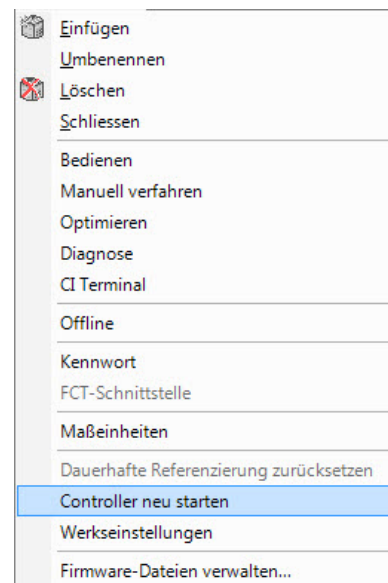 Einfügen
Umbenennen
Löschen
Schliessen
Bedienen
Manuell verfahren
Optimieren
Diagnose
CI Terminal
Offline
Kennwort
FCT-Schnittstelle
Maßeinheiten
Dauerhafte Referenzierung zurücksetzen
Controller neu starten
Werkseinstellungen
Firmware-Dateien verwalten...